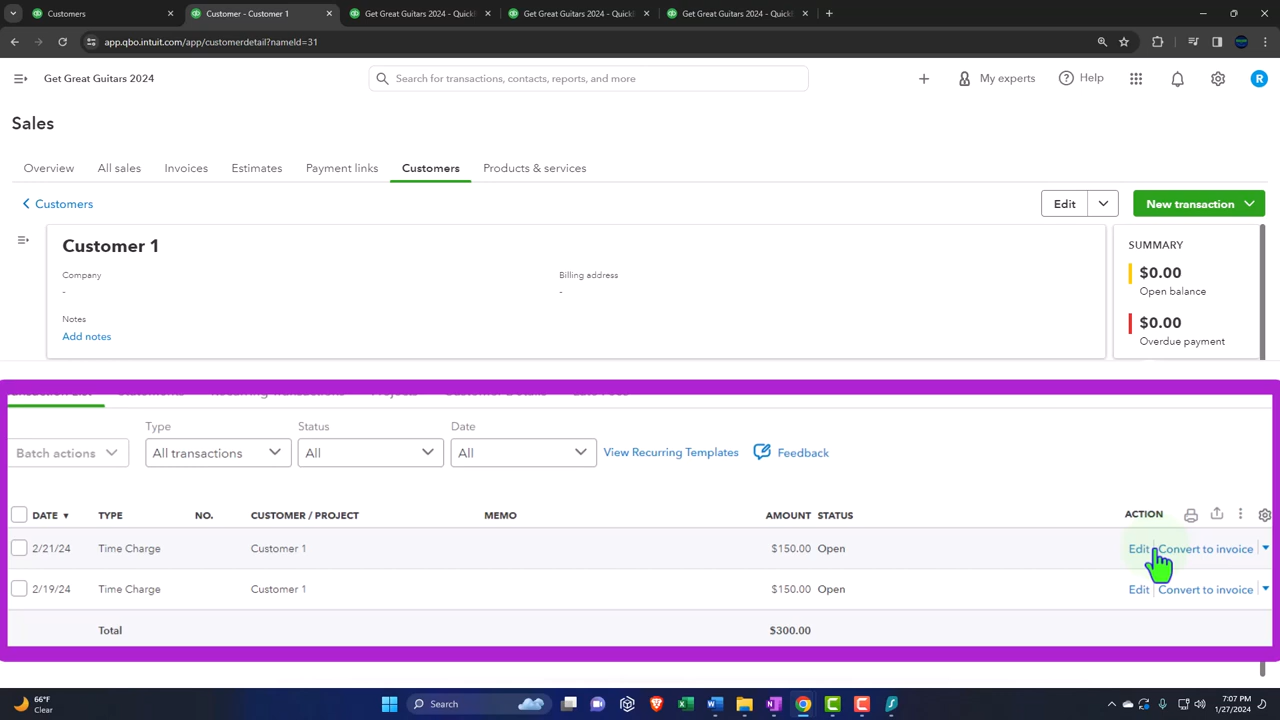 Customers
Customer - Customer 1
Get Great Guitars 2024 - Quick
Get Great Guitars 2024 - Quick
Get Great Guitars 2024 - Quick
app.qbo.intuit.com/app/customerdetail?nameId=31
Get Great Guitars 2024
Search for transactions, contacts, reports, and more
My experts
Help
R
Sales
Overview All sales Invoices Estimates Payment links Customers Products & services
Customers
Edit
New transaction
Customer 1
Company
-
Billing address
-
Notes
Add notes
SUMMARY
$0.00
Open balance
$0.00
Overdue payment
Type Status Date
Batch actions All transactions All All View Recurring Templates Feedback
DATE TYPE NO. CUSTOMER / PROJECT MEMO AMOUNT STATUS ACTION
2/21/24 Time Charge Customer 1 $150.00 Open Edit Convert to invoice
2/19/24 Time Charge Customer 1 $150.00 Open Edit Convert to invoice
Total $300.00
66°F
Clear
Search
7:07 PM
1/27/2024